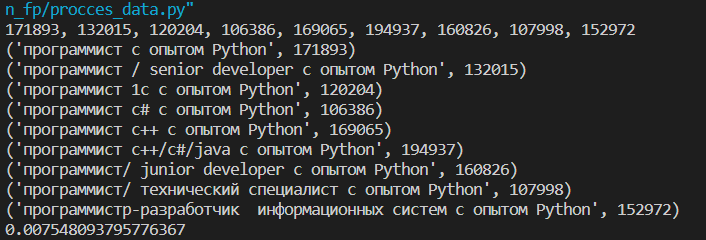 n_fp/procces_data.py"
171893, 132015, 120204, 106386, 169065, 194937, 160826, 107998, 152972
('программист с опытом Python', 171893)
('программист / senior developer с опытом Python', 132015)
('программист 1с с опытом Python', 120204)
('программист c# с опытом Python', 106386)
('программист c++ с опытом Python', 169065)
('программист c++/c#/java с опытом Python', 194937)
('программист/ junior developer с опытом Python', 160826)
('программист/ технический специалист с опытом Python', 107998)
('программистр-разработчик  информационных систем с опытом Python', 152972)
0.007548093795776367